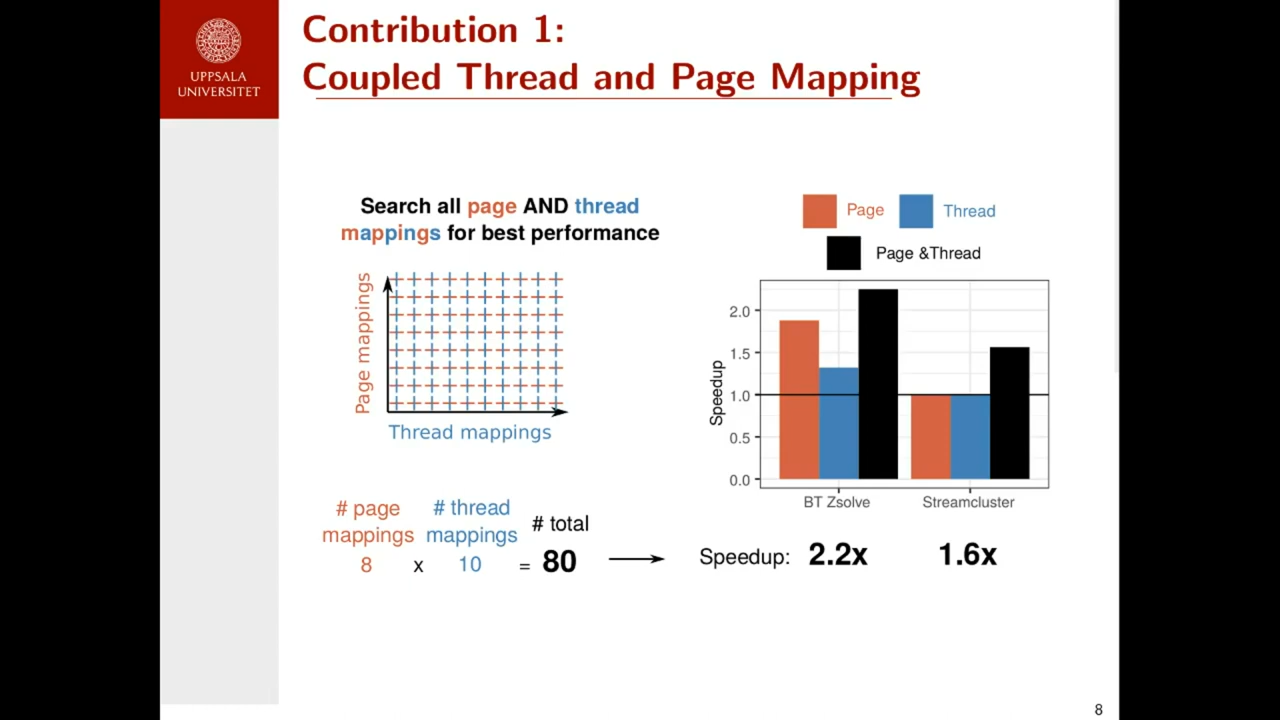 UPPSALA
UNIVERSITET
Contribution 1:
Coupled Thread and Page Mapping
Search all page AND thread
mappings for best performance
Page mappings
Thread mappings
# page
mappings
# thread
mappings
# total
8 x 10 = 80
Page
Thread
Page &Thread
Speedup
2.0
1.5
1.0
0.5
0.0
BT Zsolve
Streamcluster
Speedup: 2.2x 1.6x
8